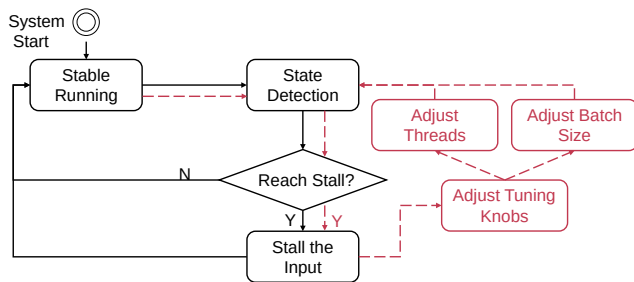 System
Start
Stable
Running
State
Detection
Adjust
Threads
Adjust Batch
Size
N
Reach Stall?
Adjust Tuning
Knobs
Y
Y
Stall the
Input